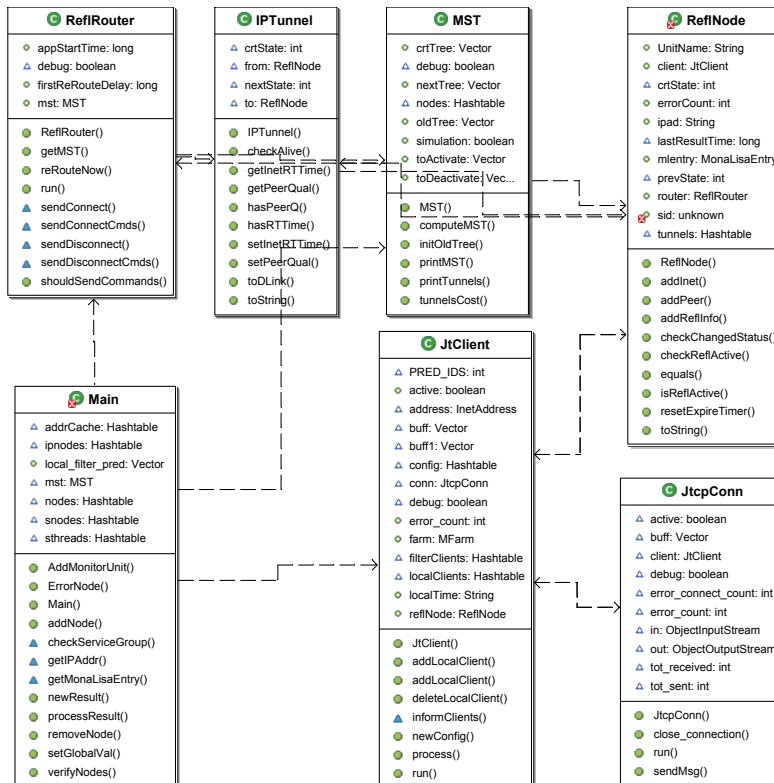 ReflRouter
appStartTime: long
debug: boolean
firstReRouteDelay: long
mst: MST
ReflRouter()
getMST()
reRouteNow()
run()
sendConnect()
sendConnectCmds()
sendDisconnect()
sendDisconnectCmds()
shouldSendCommands()
IPTunnel
crtState: int
from: ReflNode
nextState: int
to: ReflNode
IPTunnel()
checkAlive()
getInetRTTime()
getPeerQual()
hasPeerQ()
hasRTTime()
setInetRTTime()
setPeerQual()
toDLink()
toString()
MST
crtTree: Vector
debug: boolean
nextTree: Vector
nodes: Hashtable
oldTree: Vector
simulation: boolean
toActivate: Vector
toDeactivate: Vec...
MST()
computeMST()
initOldTree()
printMST()
printTunnels()
tunnelsCost()
ReflNode
UnitName: String
client: JtClient
crtState: int
errorCount: int
ipad: String
lastResultTime: long
mlentry: MonaLisaEntry
prevState: int
router: ReflRouter
sid: unknown
tunnels: Hashtable
ReflNode()
addInet()
addPeer()
addReflInfo()
checkChangedStatus()
checkReflActive()
equals()
isReflActive()
resetExpireTimer()
toString()
Main
addrCache: Hashtable
ipnodes: Hashtable
local_filter_pred: Vector
mst: MST
nodes: Hashtable
snodes: Hashtable
sthreads: Hashtable
AddMonitorUnit()
ErrorNode()
Main()
addNode()
checkServiceGroup()
getIPAddr()
getMonaLisaEntry()
newResult()
processResult()
removeNode()
setGlobalVal()
verifyNodes()
JtClient
PRED_IDS: int
active: boolean
address: InetAddress
buff: Vector
buff1: Vector
config: Hashtable
conn: JtcpConn
debug: boolean
error_count: int
farm: MFarm
filterClients: Hashtable
localClients: Hashtable
localTime: String
reflNode: ReflNode
JtClient()
addLocalClient()
addLocalClient()
deleteLocalClient()
informClients()
newConfig()
process()
run()
JtcpConn
active: boolean
buff: Vector
client: JtClient
debug: boolean
error_connect_count: int
error_count: int
in: ObjectInputStream
out: ObjectOutputStream
tot_received: int
tot_sent: int
JtcpConn()
close_connection()
run()
sendMsg()